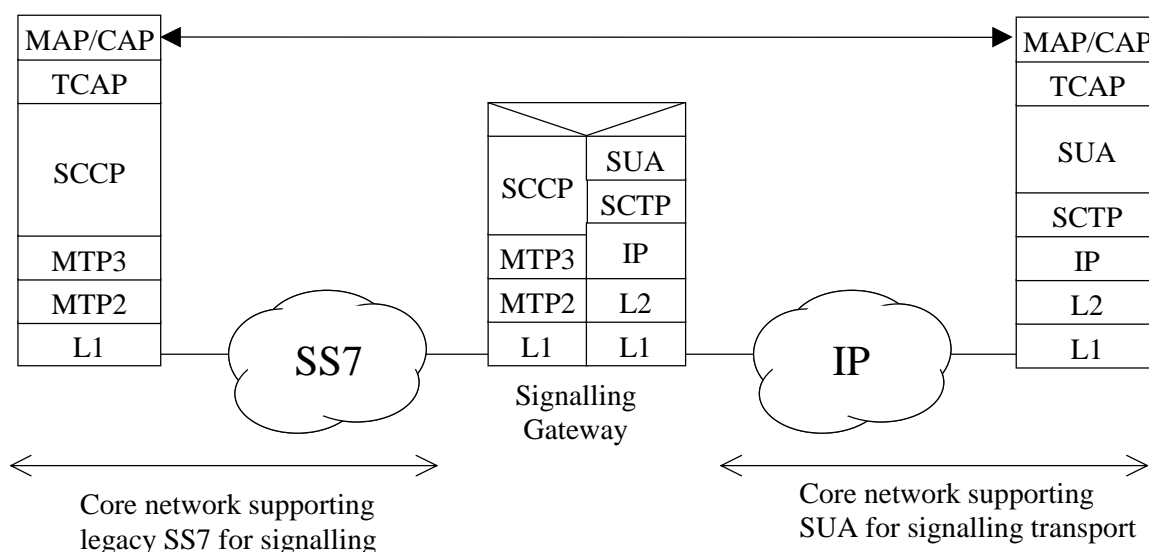 MAP/CAP
TCAP
SCCP
MTP3
MTP2
L1
SS7
SCCP
MTP3
MTP2
L1
SUA
SCTP
IP
L2
L1
Signalling
Gateway
IP
MAP/CAP
TCAP
SUA
SCTP
IP
L2
L1
Core network supporting
legacy SS7 for signalling
Core network supporting
SUA for signalling transport